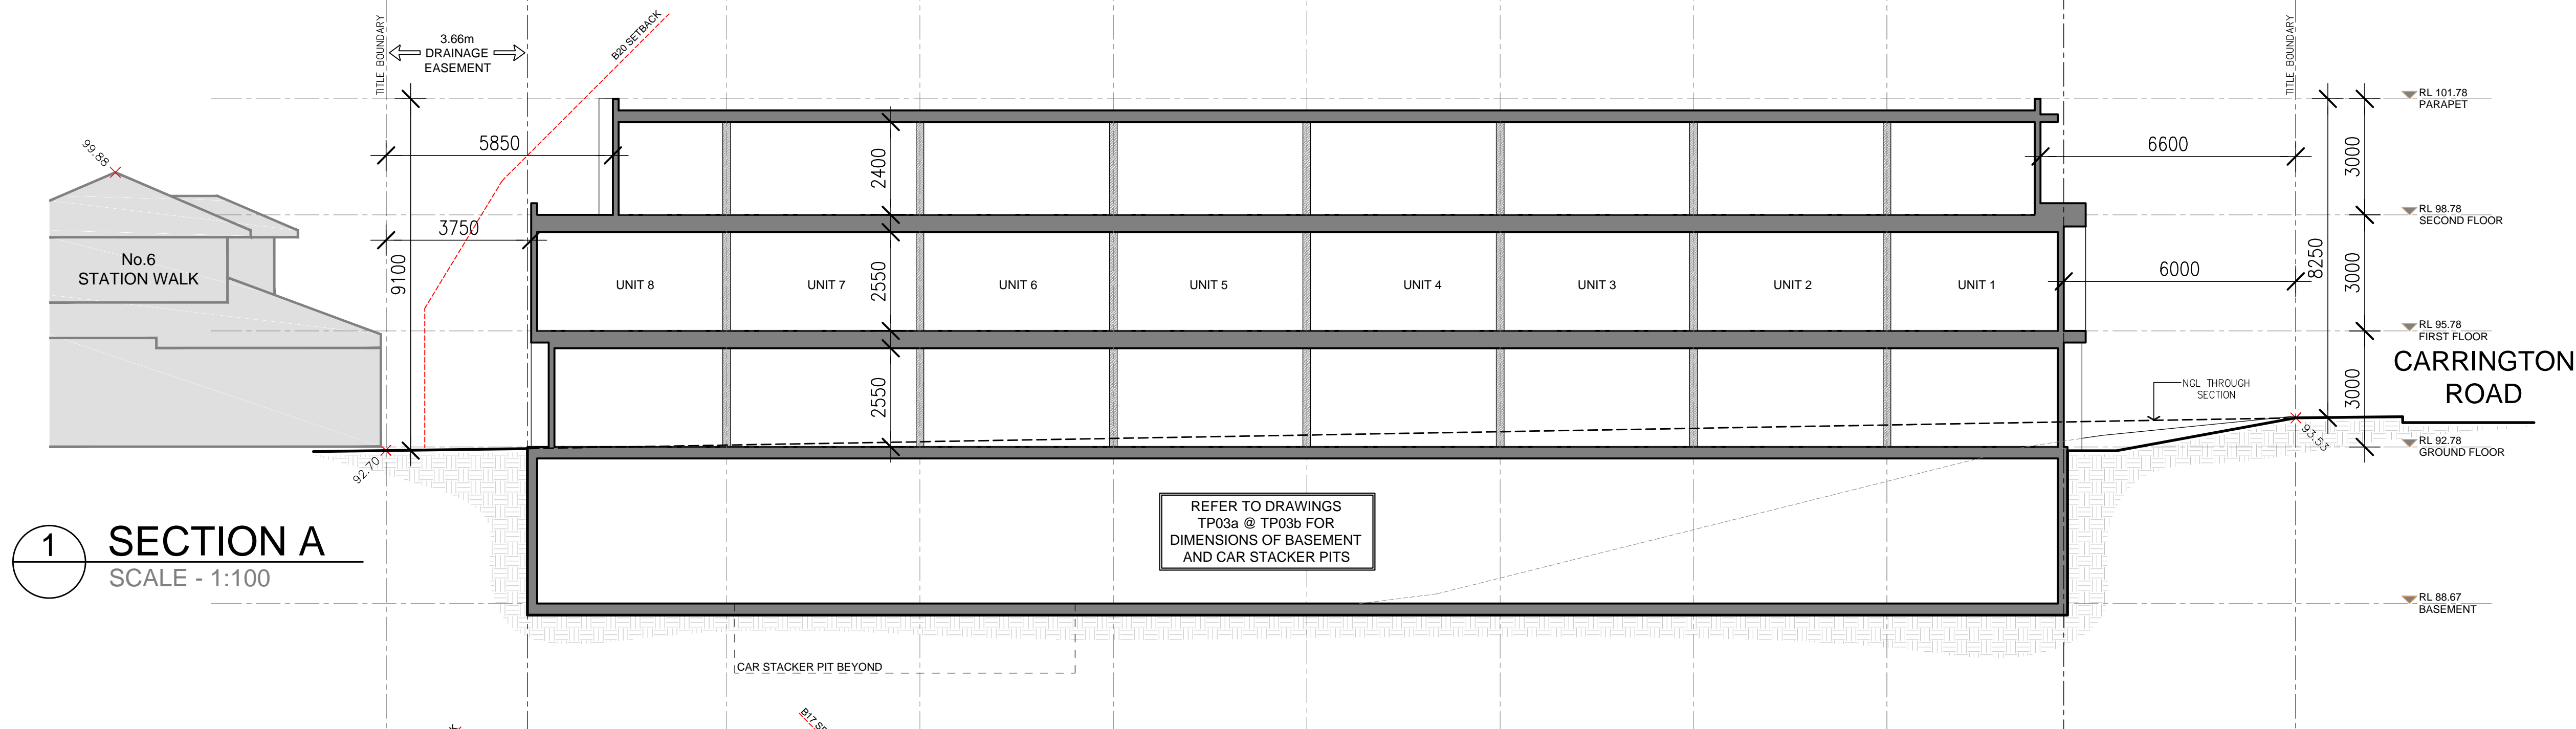 TITLE BOUNDARY
3.66m
DRAINAGE
EASEMENT
B20 SETBACK
TITLE BOUNDARY
RL 101.78
PARAPET
99.88
5850
2400
6600
3000
3750
RL 98.78
SECOND FLOOR
No.6
STATION WALK
9100
UNIT 8
UNIT 7
2550
UNIT 6
UNIT 5
UNIT 4
UNIT 3
UNIT 2
UNIT 1
6000
8250
3000
RL 95.78
FIRST FLOOR
CARRINGTON
ROAD
2550
NGL THROUGH
SECTION
3000
93.53
92.70
RL 92.78
GROUND FLOOR
REFER TO DRAWINGS
TP03a @ TP03b FOR
DIMENSIONS OF BASEMENT
AND CAR STACKER PITS
1
SECTION A
SCALE - 1:100
RL 88.67
BASEMENT
CAR STACKER PIT BEYOND
B17